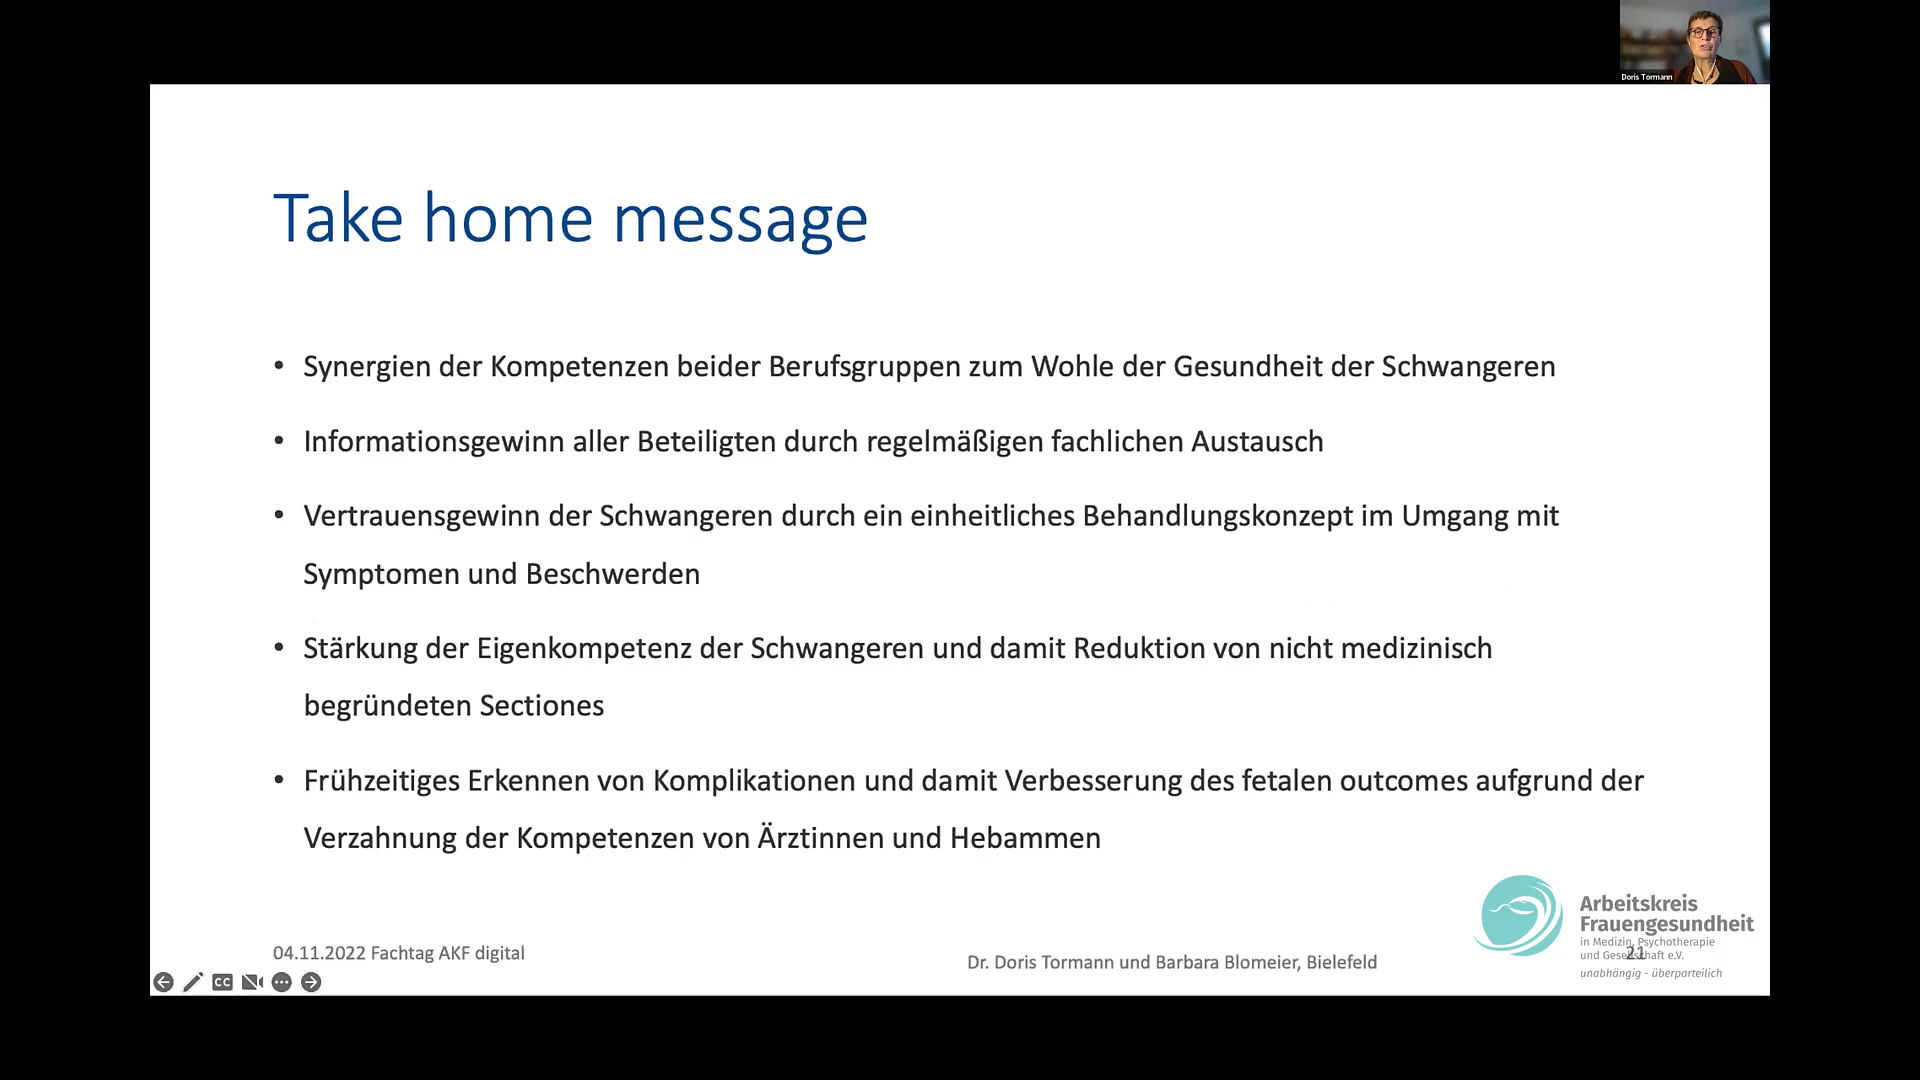 Doris Tormann
Take home message
• Synergien der Kompetenzen beider Berufsgruppen zum Wohle der Gesundheit der Schwangeren
• Informationsgewinn aller Beteiligten durch regelmäßigen fachlichen Austausch
• Vertrauensgewinn der Schwangeren durch ein einheitliches Behandlungskonzept im Umgang mit
Symptomen und Beschwerden
• Stärkung der Eigenkompetenz der Schwangeren und damit Reduktion von nicht medizinisch
begründeten Sectiones
• Frühzeitiges Erkennen von Komplikationen und damit Verbesserung des fetalen outcomes aufgrund der
Verzahnung der Kompetenzen von Ärztinnen und Hebammen
04.11.2022 Fachtag AKF digital
Dr. Doris Tormann und Barbara Blomeier, Bielefeld
Arbeitskreis
Frauengesundheit
in Medizin, Psychotherapie
und Gesellschaft e.V.
unabhängig - überparteilich
21
CC